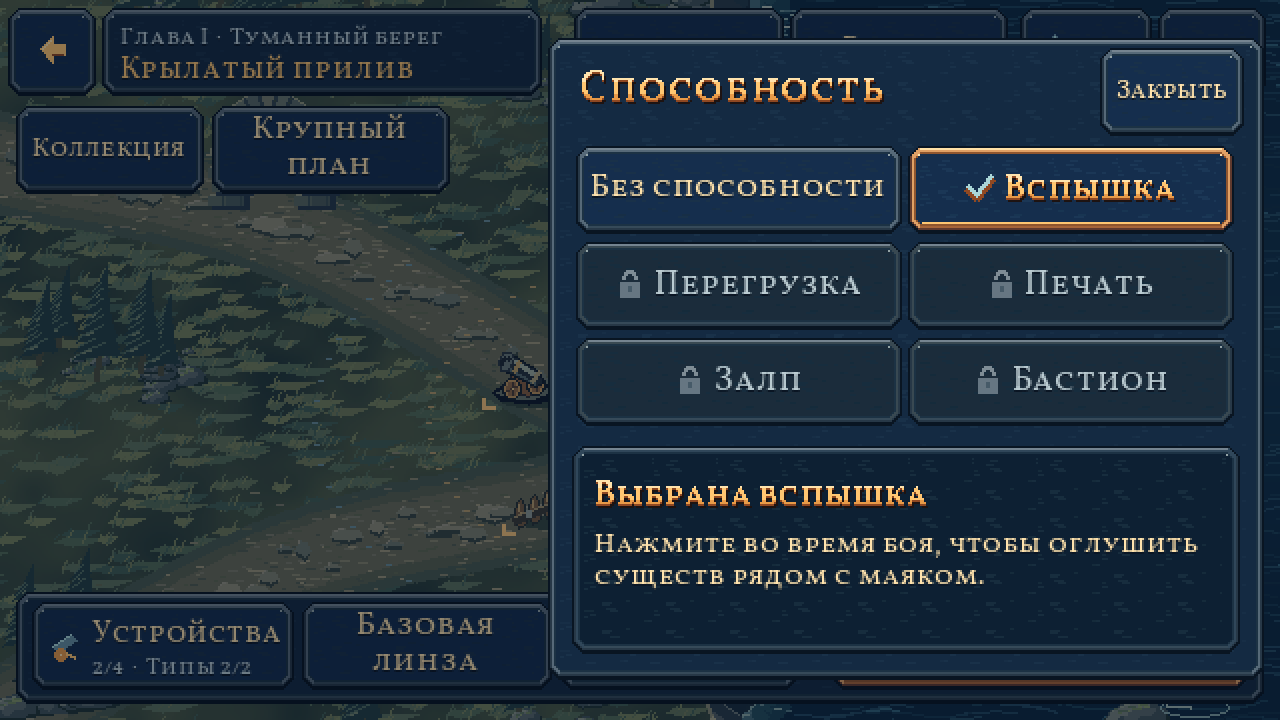 Глава I · Туманный берег
Крылатый прилив
Коллекция
Крупный
план
Способность
Закрыть
Без способности
Вспышка
Перегрузка
Печать
Залп
Бастион
Выбрана вспышка
Нажмите во время боя, чтобы оглушить
существ рядом с маяком.
Устройства
2/4 · Типы 2/2
Базовая
линза